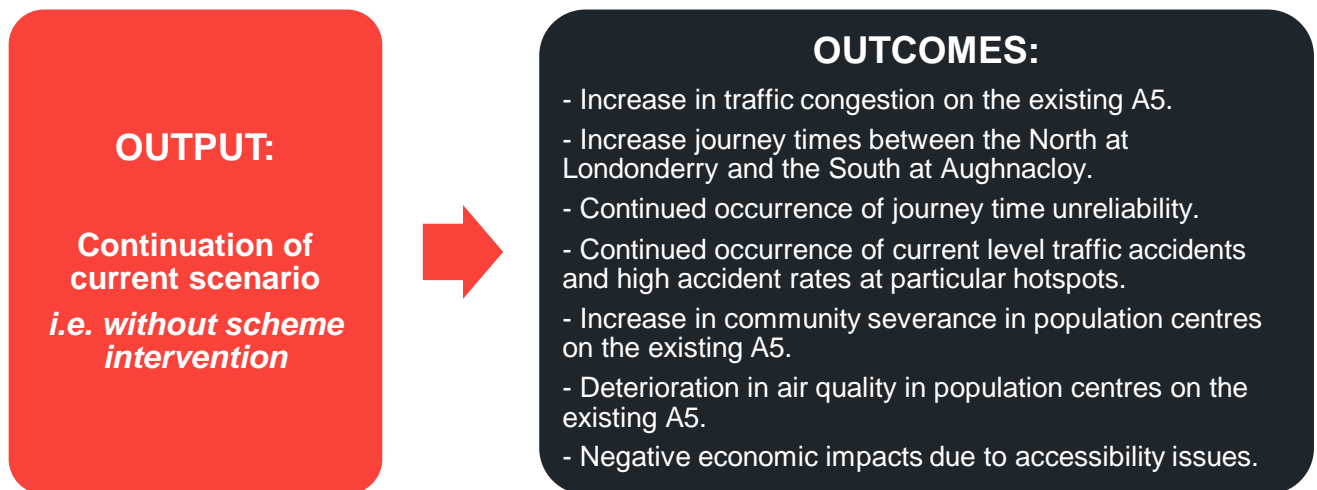 OUTPUT:
Continuation of
current scenario
i.e. without scheme
intervention
OUTCOMES:
- Increase in traffic congestion on the existing A5.
- Increase journey times between the North at
Londonderry and the South at Aughnacloy.
- Continued occurrence of journey time unreliability.
- Continued occurrence of current level traffic accidents
and high accident rates at particular hotspots.
- Increase in community severance in population centres
on the existing A5.
- Deterioration in air quality in population centres on the
existing A5.
- Negative economic impacts due to accessibility issues.